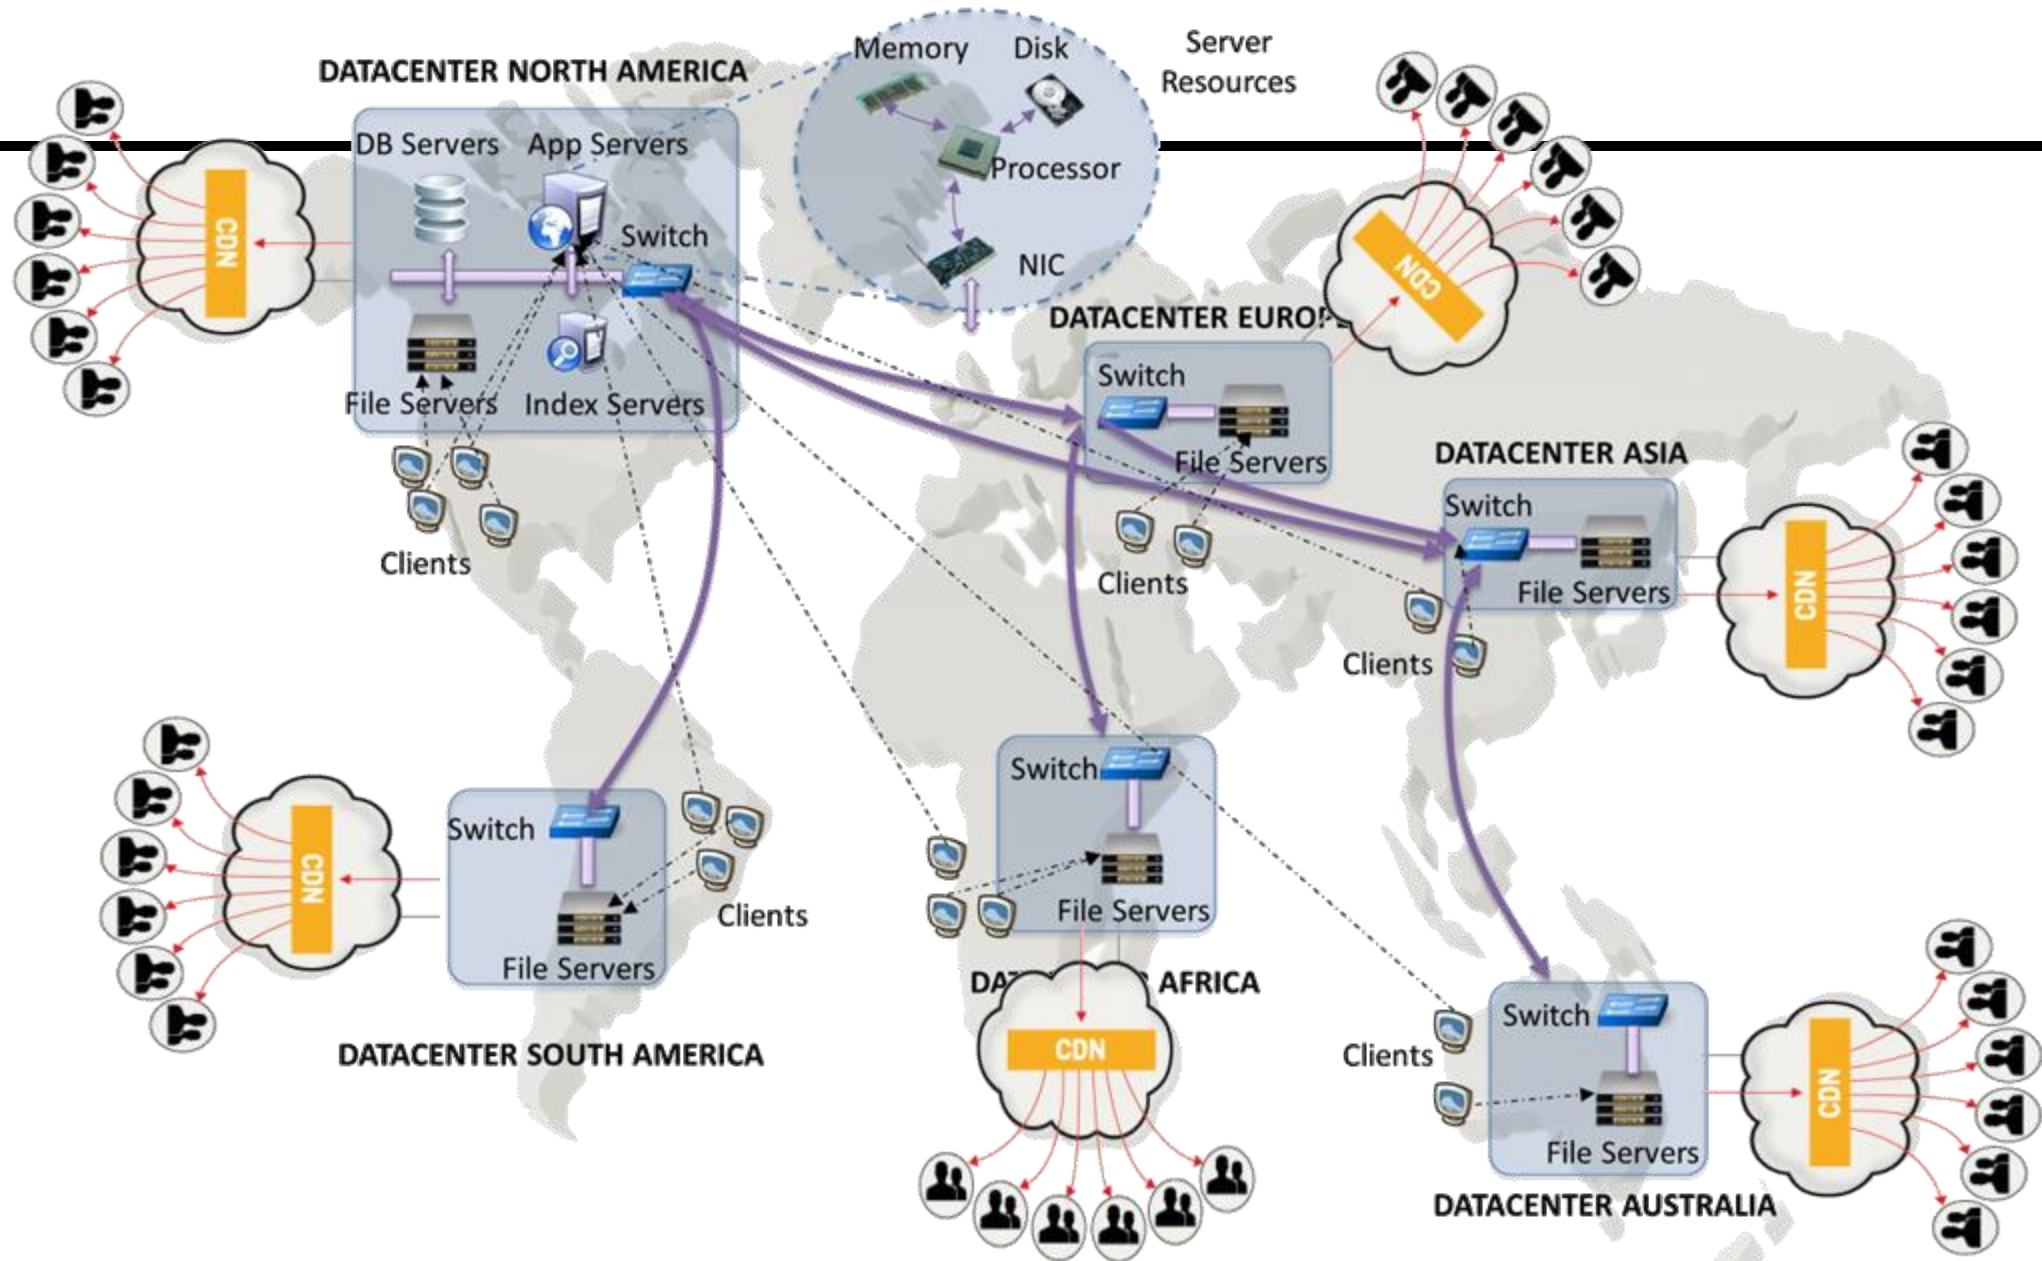 DATACENTER NORTH AMERICA
Memory
Disk
Server
Resources
DB Servers
App Servers
Processor
Switch
NIC
CDN
CDN
File Servers
Index Servers
Clients
DATACENTER EUROP
Switch
File Servers
Clients
DATACENTER ASIA
Switch
File Servers
Clients
CDN
Switch
File Servers
Clients
CDN
DATACENTER SOUTH AMERICA
Switch
File Servers
AFRICA
CDN
Clients
Switch
File Servers
CDN
DATACENTER AUSTRALIA